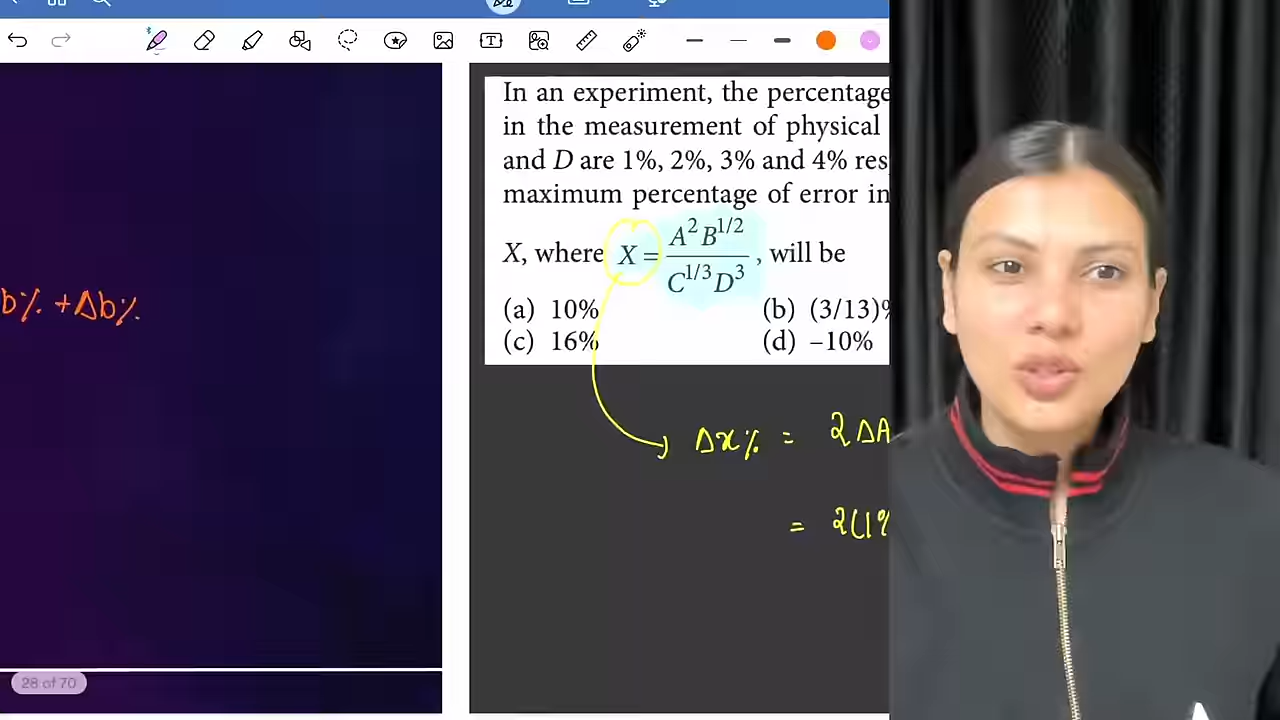 b% + Δb%
In an experiment, the percentage
in the measurement of physical
and D are 1%, 2%, 3% and 4%
maximum percentage of error in
X, where X = A²B^1/2 / C^1/3 D³, will be
(a) 10% (b) (3/13)%
(c) 16% (d) –10%
Δx% = 2ΔA
= 2(1%
28 of 70